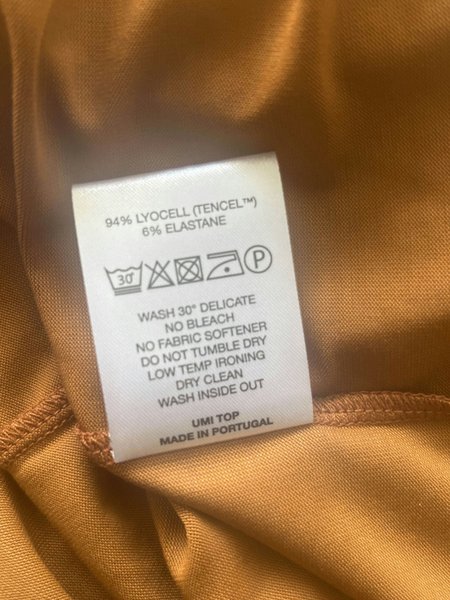 94% LYOCELL (TENCEL™)
6% ELASTANE
30° P
WASH 30° DELICATE
NO BLEACH
NO FABRIC SOFTENER
DO NOT TUMBLE DRY
LOW TEMP IRONING
DRY CLEAN
WASH INSIDE OUT
UMI TOP
MADE IN PORTUGAL